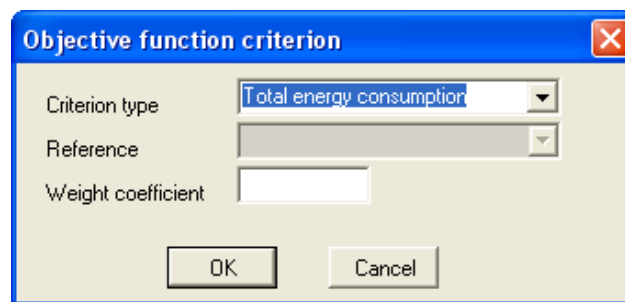 Objective function criterion
Criterion type
Total energy consumption
Reference
Weight coefficient
OK
Cancel